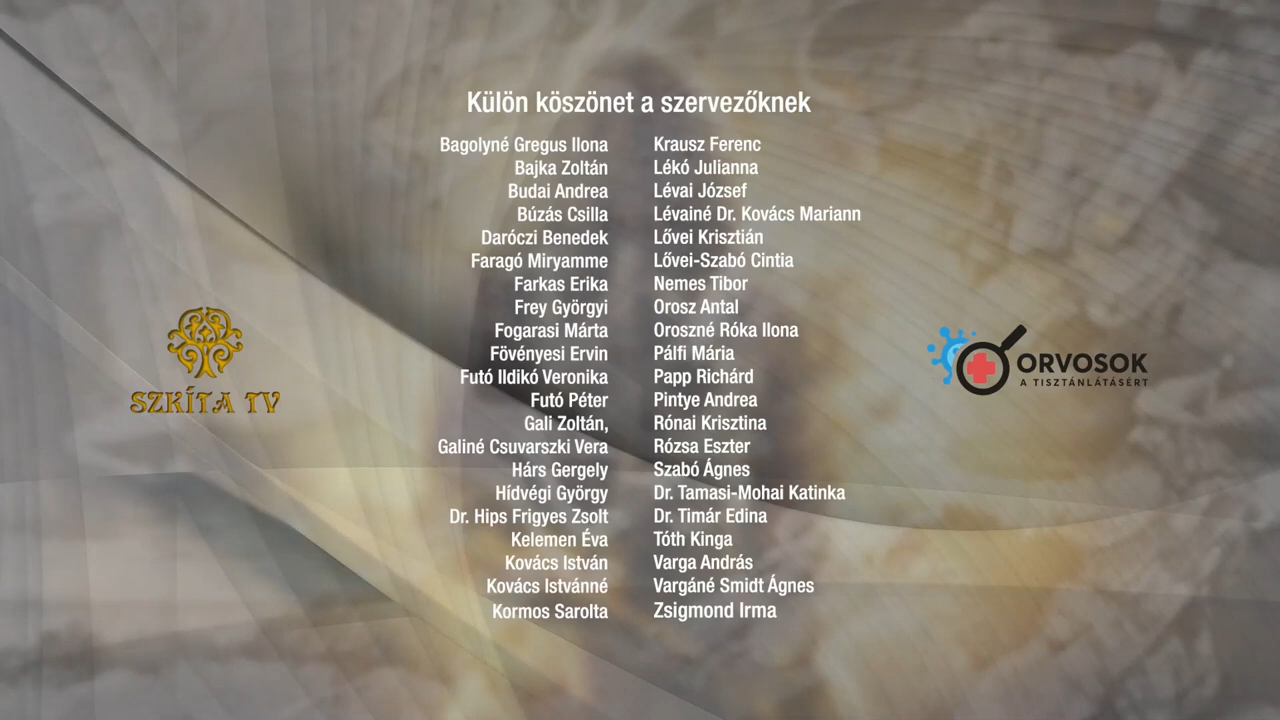 Külön köszönet a szervezőknek
Bagolyné Gregus Ilona
Bajka Zoltán
Budai Andrea
Búzás Csilla
Daróczi Benedek
Faragó Miryamme
Farkas Erika
Frey Györgyi
Fogarasi Márta
Fövényesi Ervin
Futó Ildikó Veronika
Futó Péter
Gali Zoltán,
Galiné Csuvarszki Vera
Hárs Gergely
Hídvégi György
Dr. Hips Frigyes Zsolt
Kelemen Éva
Kovács István
Kovács Istvánné
Kormos Sarolta
Krausz Ferenc
Lékó Julianna
Lévai József
Lévainé Dr. Kovács Mariann
Lővei Krisztián
Lővei-Szabó Cintia
Nemes Tibor
Orosz Antal
Oroszné Róka Ilona
Pálfi Mária
Papp Richárd
Pintye Andrea
Rónai Krisztina
Rózsa Eszter
Szabó Ágnes
Dr. Tamasi-Mohai Katinka
Dr. Timár Edina
Tóth Kinga
Varga András
Vargáné Smidt Ágnes
Zsigmond Irma
SZKÍTA TV
ORVOSOK
A TISZTÁNLÁTÁSÉRT